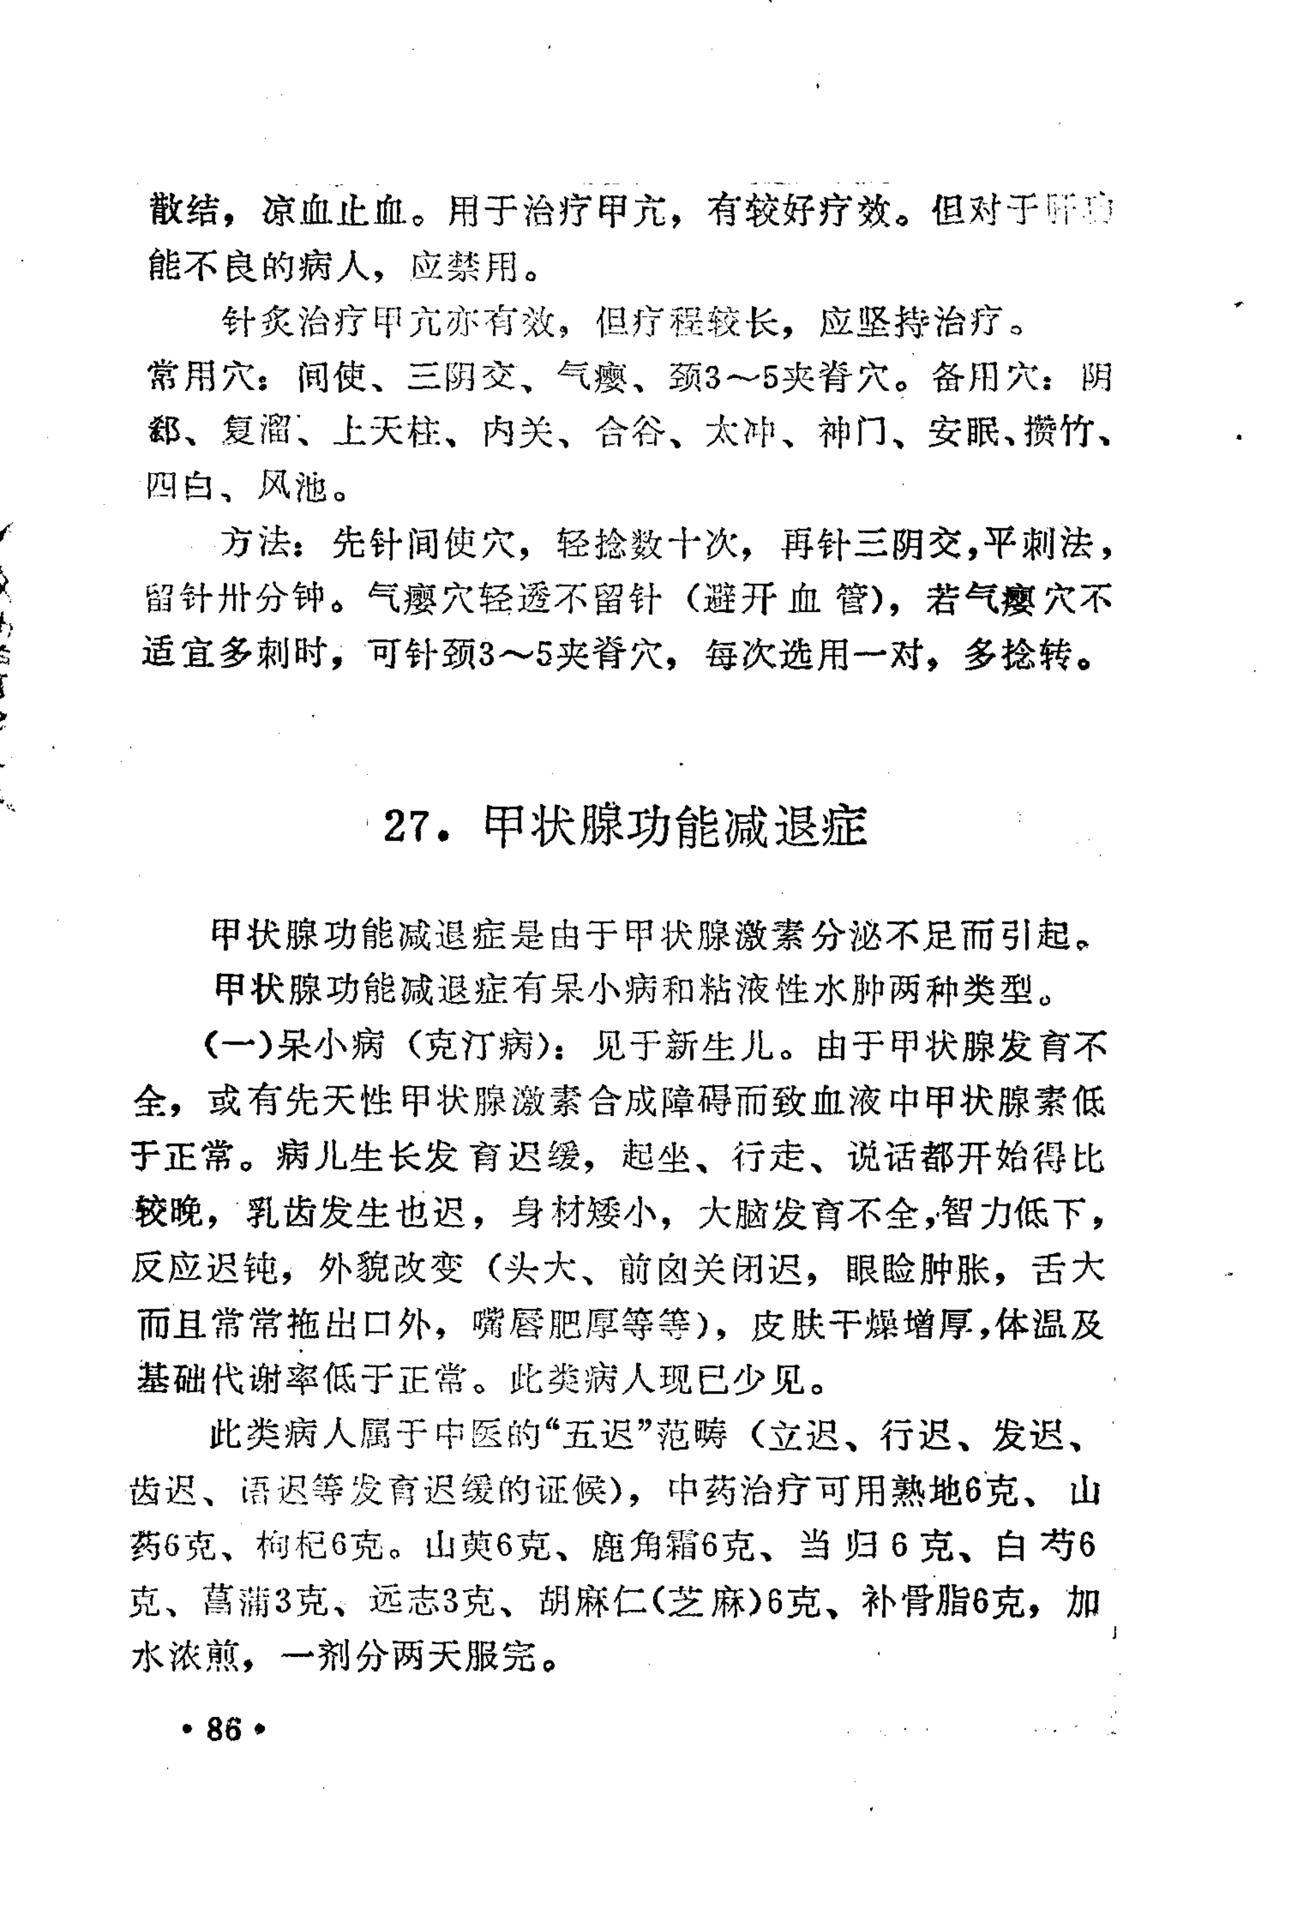 散结，凉血止血。用于治疗甲亢，有较好疗效。但对于肝功
能不良的病人，应禁用。
针炙治疗甲亢亦有效，但疗程较长，应坚持治疗。
常用穴：间使、三阴交、气瘿、颈3～5夹脊穴。备用穴：阴
郄、复溜、上天柱、内关、合谷、太冲、神门、安眠、攒竹、
四白、风池。
方法：先针间使穴，轻捻数十次，再针三阴交，平刺法，
留针卅分钟。气瘿穴轻透不留针（避开血管），若气瘿穴不
适宜多刺时，可针颈3～5夹脊穴，每次选用一对，多捻转。
27．甲状腺功能减退症
甲状腺功能减退症是由于甲状腺激素分泌不足而引起。
甲状腺功能减退症有呆小病和粘液性水肿两种类型。
(一)呆小病（克汀病）：见于新生儿。由于甲状腺发育不
全，或有先天性甲状腺激素合成障碍而致血液中甲状腺素低
于正常。病儿生长发育迟缓，起坐、行走、说话都开始得比
较晚，乳齿发生也迟，身材矮小，大脑发育不全，智力低下，
反应迟钝，外貌改变（头大、前囟关闭迟，眼睑肿胀，舌大
而且常常拖出口外，嘴唇肥厚等等），皮肤干燥增厚，体温及
基础代谢率低于正常。此类病人现已少见。
此类病人属于中医的“五迟”范畴（立迟、行迟、发迟、
齿迟、语迟等发育迟缓的证候），中药治疗可用熟地6克、山
药6克、枸杞6克。山萸6克、鹿角霜6克、当归6克、白芍6
克、菖蒲3克、远志3克、胡麻仁(芝麻)6克、补骨脂6克，加
水浓煎，一剂分两天服完。
·86·